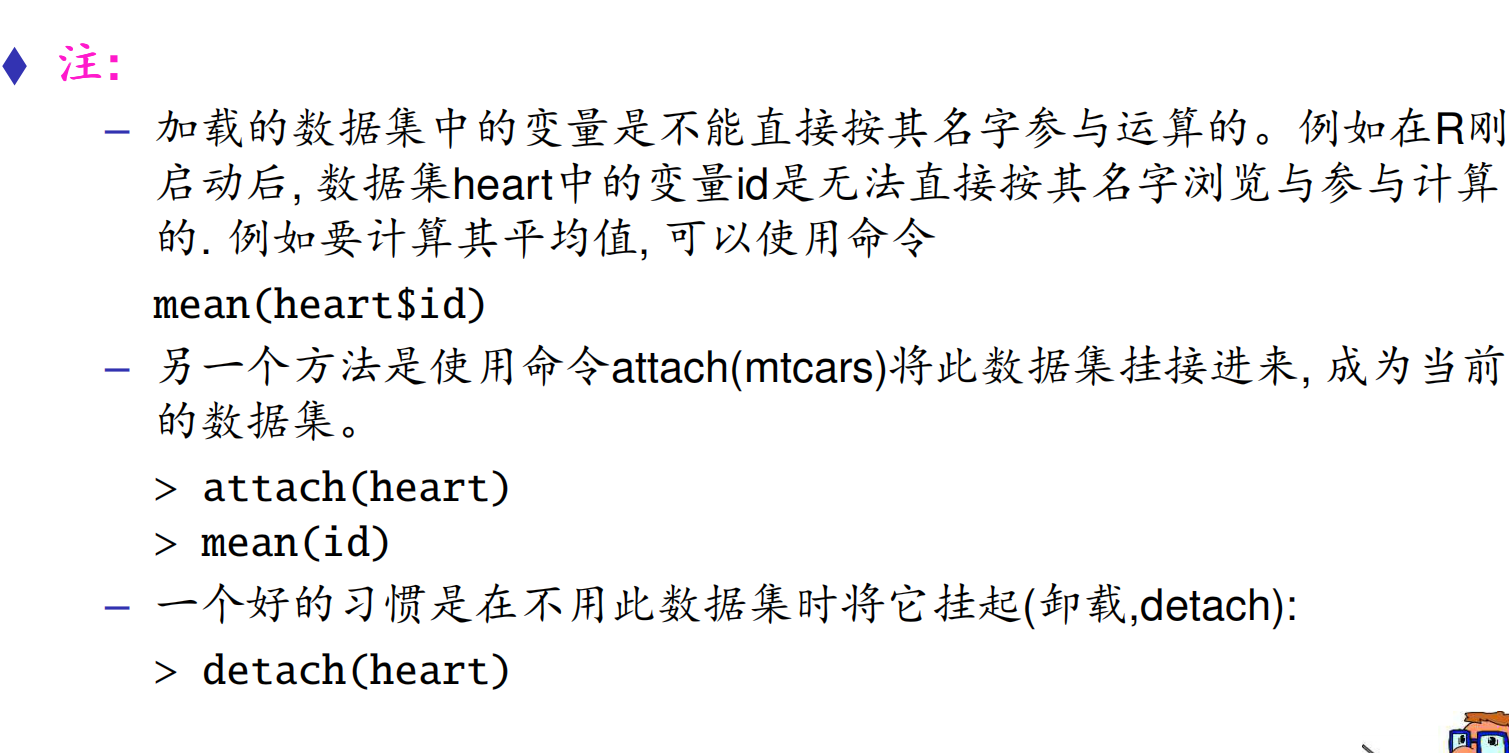 注:
– 加载的数据集中的变量是不能直接按其名字参与运算的。例如在R刚
启动后, 数据集heart中的变量id是无法直接按其名字浏览与参与计算
的. 例如要计算其平均值, 可以使用命令
mean(heart$id)
– 另一个方法是使用命令attach(mtcars)将此数据集挂接进来, 成为当前
的数据集。
> attach(heart)
> mean(id)
– 一个好的习惯是在不用此数据集时将它挂起(卸载,detach):
> detach(heart)